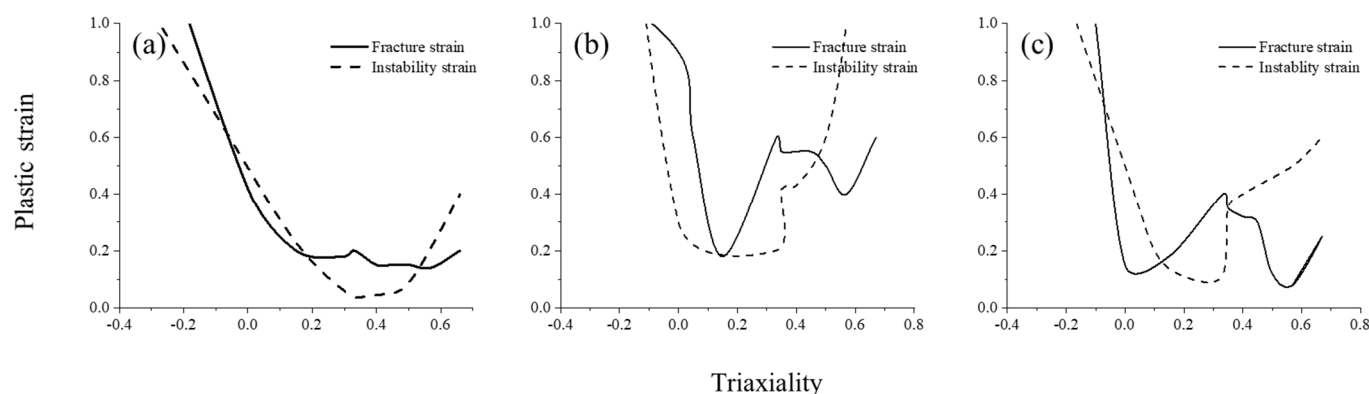 Plastic strain
(a)
Fracture strain
Instability strain
1.0
0.8
0.6
0.4
0.2
0.0
-0.4 -0.2 0.0 0.2 0.4 0.6 0.8
(b)
Fracture strain
Instability strain
1.0
0.8
0.6
0.4
0.2
0.0
-0.4 -0.2 0.0 0.2 0.4 0.6 0.8
(c)
Fracture strain
Instablity strain
1.0
0.8
0.6
0.4
0.2
0.0
-0.4 -0.2 0.0 0.2 0.4 0.6 0.8
Triaxiality